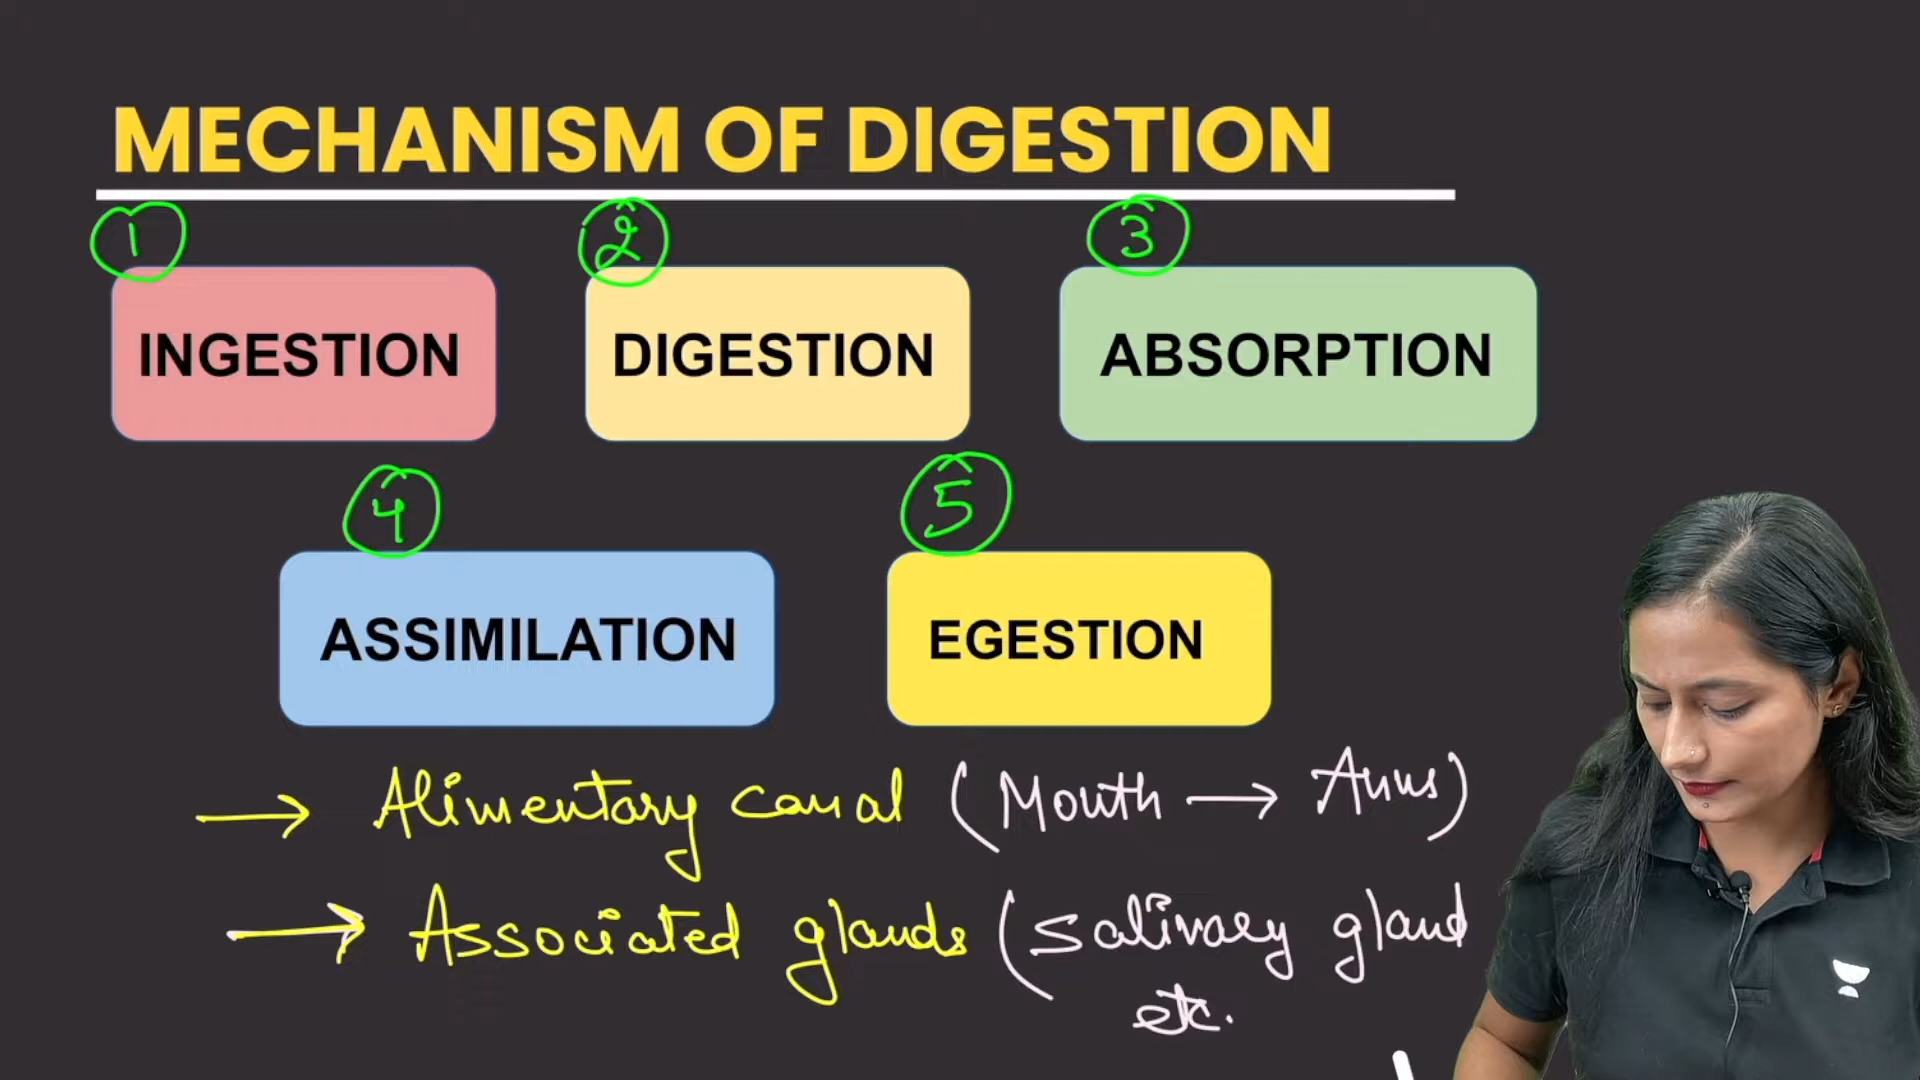 MECHANISM OF DIGESTION
1 2 3
INGESTION DIGESTION ABSORPTION
4 5
ASSIMILATION EGESTION
→ Alimentary canal (Mouth → Anus)
→ Associated glands (salivary gland
etc.